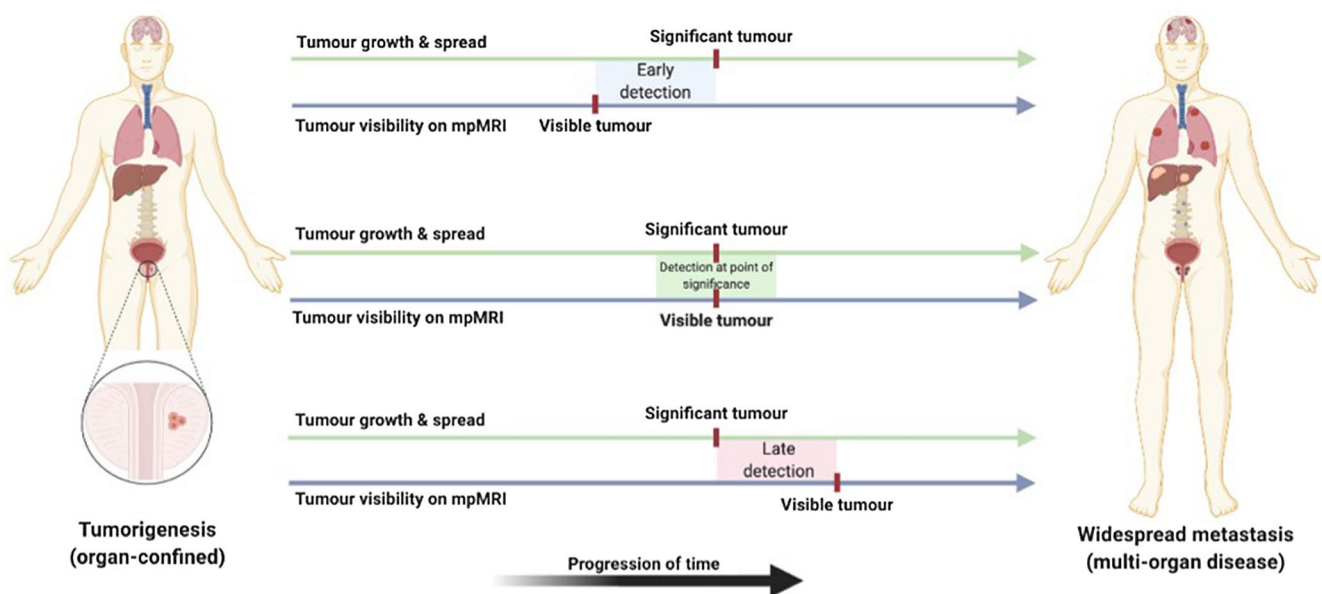 Tumour growth & spread
Significant tumour
Early
detection
Tumour visibility on mpMRI
Visible tumour
Tumour growth & spread
Significant tumour
Detection at point of
significance
Tumour visibility on mpMRI
Visible tumour
Tumour growth & spread
Significant tumour
Late
detection
Tumour visibility on mpMRI
Visible tumour
Tumorigenesis
(organ-confined)
Widespread metastasis
(multi-organ disease)
Progression of time